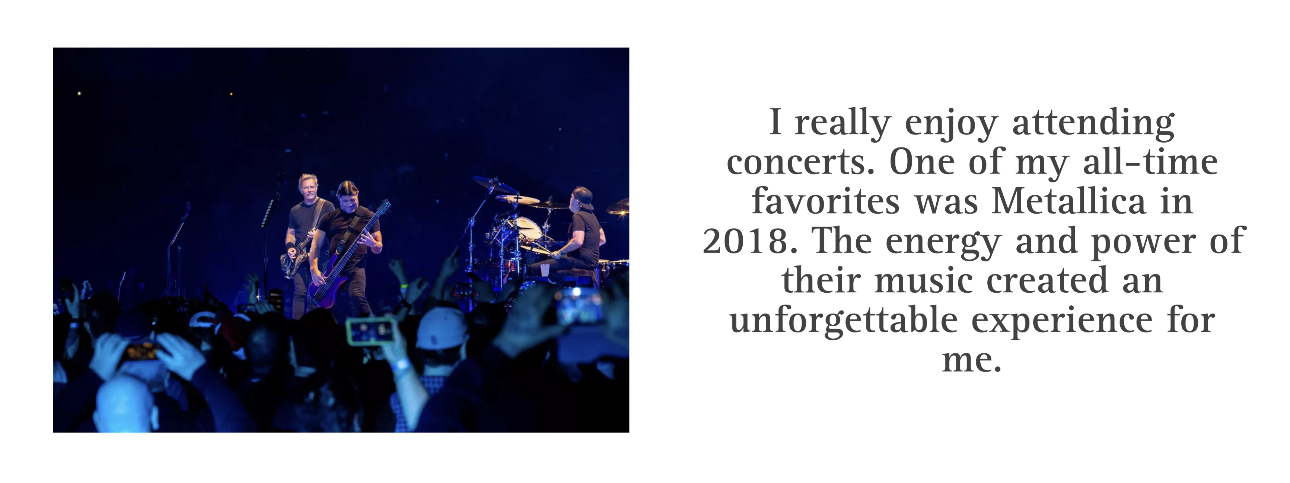 I really enjoy attending
concerts. One of my all-time
favorites was Metallica in
2018. The energy and power of
their music created an
unforgettable experience for
me.